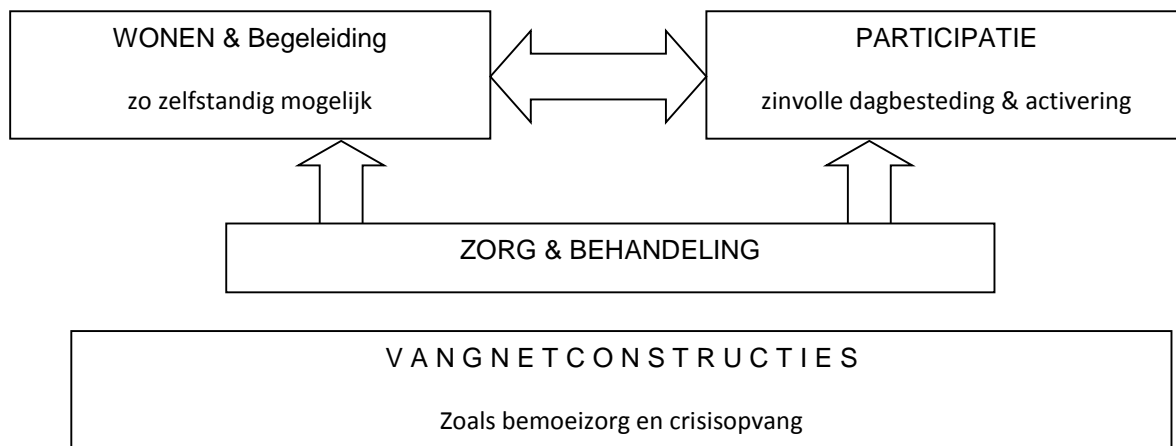 WONEN & Begeleiding
zo zelfstandig mogelijk
PARTICIPATIE
zinvolle dagbesteding & activering
ZORG & BEHANDELING
V A N G N E T C O N S T R U C T I E S
Zoals bemoeizorg en crisisopvang